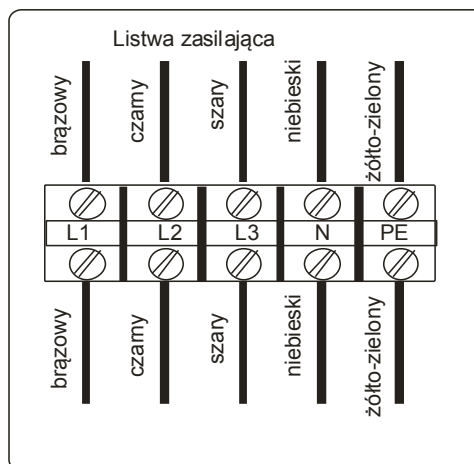 Listwa zasilająca
brązowy
czarny
szary
niebieski
żółto-zielony
L1 L2 L3 N PE
brązowy
czarny
szary
niebieski
żółto-zielony